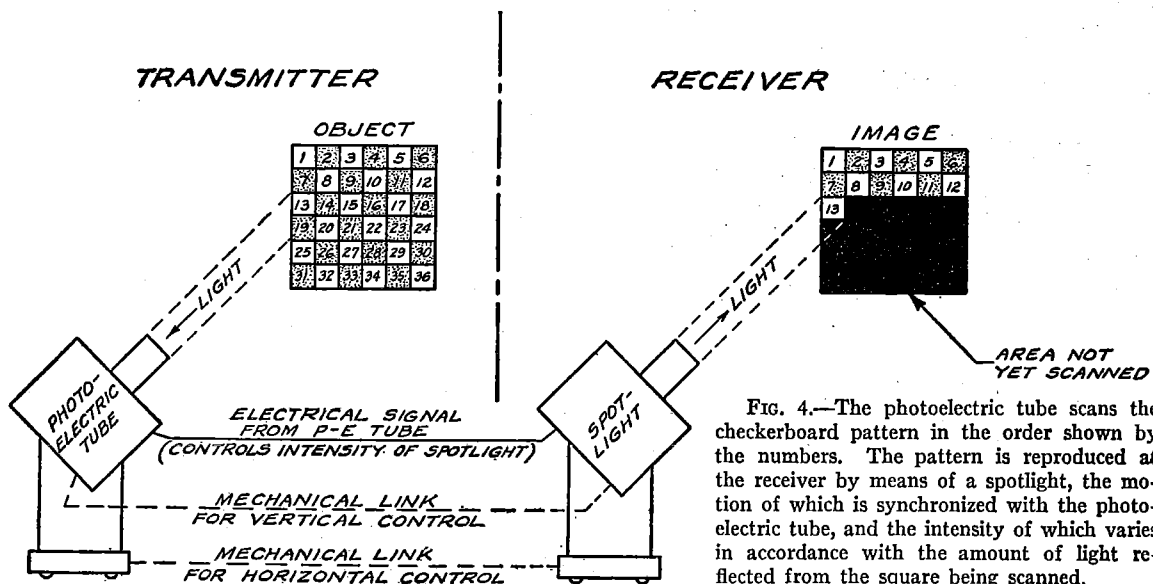 TRANSMITTER
OBJECT
1 2 3 4 5 6
7 8 9 10 11 12
13 14 15 16 17 18
19 20 21 22 23 24
25 26 27 28 29 30
31 32 33 34 35 36
LIGHT
PHOTO-
ELECTRIC
TUBE
ELECTRICAL SIGNAL
FROM P-E TUBE
(CONTROLS INTENSITY OF SPOTLIGHT)
MECHANICAL LINK
FOR VERTICAL CONTROL
MECHANICAL LINK
FOR HORIZONTAL CONTROL
RECEIVER
IMAGE
1 2 3 4 5 6
7 8 9 10 11 12
13
LIGHT
SPOT-
LIGHT
AREA NOT
YET SCANNED
FIG. 4.—The photoelectric tube scans the
checkerboard pattern in the order shown by
the numbers. The pattern is reproduced at
the receiver by means of a spotlight, the mo-
tion of which is synchronized with the photo-
electric tube, and the intensity of which varies
in accordance with the amount of light re-
flected from the square being scanned.